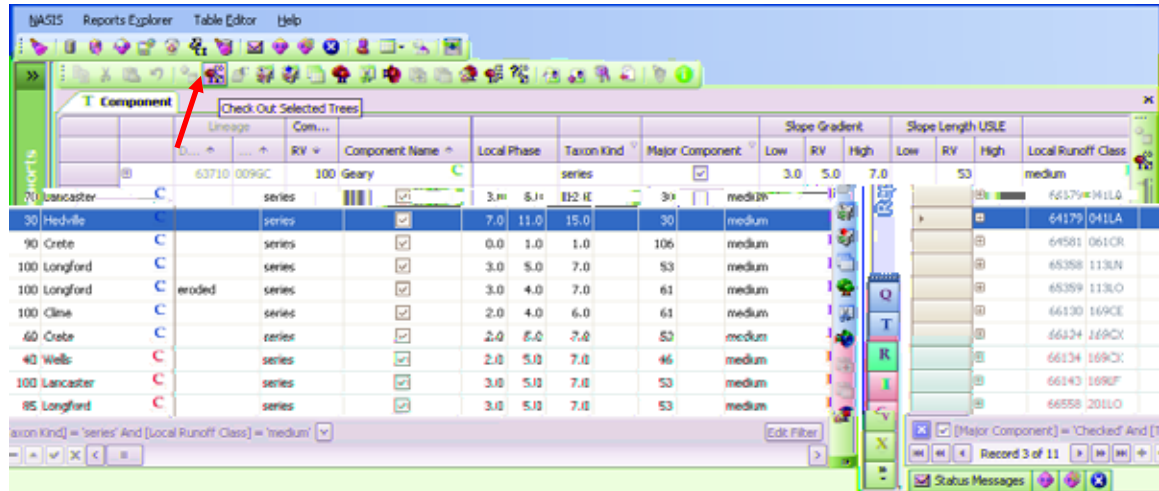 NASIS Reports Explorer Table Editor Help
T Component
Check Out Selected Trees
Lineage Com... Slope Gradient Slope Length USLE
D... ... RV Component Name Local Phase Taxon Kind Major Component Low RV High Low RV High Local Runoff Class
63710 009GC 100 Geary C series 3.0 5.0 7.0 53 medium
Lancaster C series medium
30 Hedville series 7.0 11.0 15.0 30 medium 64179 041LA
90 Crete C series 0.0 1.0 1.0 106 medium 64581 061CR
100 Longford C series 3.0 5.0 7.0 53 medium 65358 113LN
100 Longford C eroded series 3.0 4.0 7.0 61 medium 65359 113LO
100 Clime C series 2.0 4.0 6.0 61 medium 66130 169CE
Crete C series medium
40 Wells C series 2.0 5.0 7.0 46 medium 66134 169CX
100 Lancaster C series 3.0 5.0 7.0 53 medium 66143
85 Longford C series 3.0 5.0 7.0 53 medium 66558 201LO
Q
T
R
I
X
axon Kind] = 'series' And [Local Runoff Class] = 'medium' Edit Filter [Major Component] = 'Checked' And [T
Record 3 of 11
Status Messages